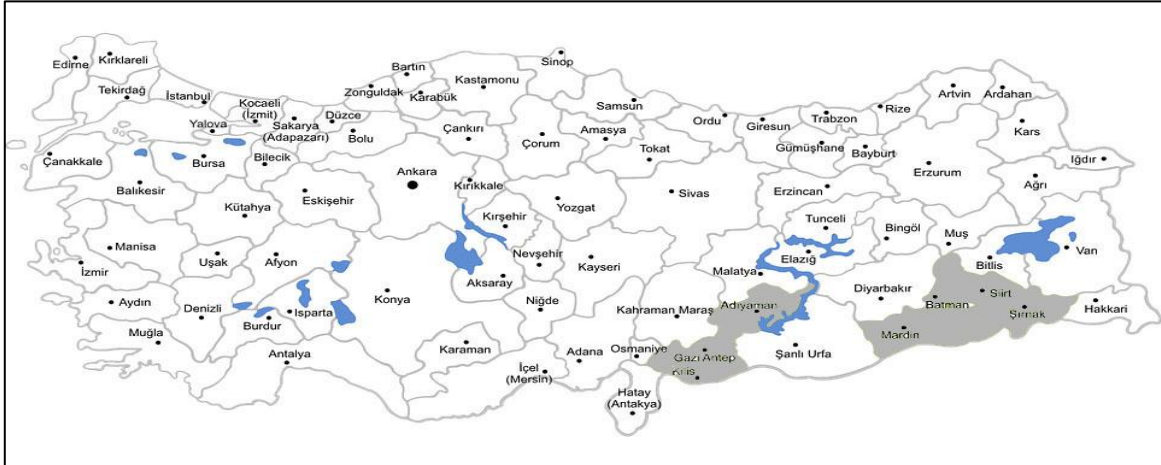 Edirne
Kırklareli
Tekirdağ
İstanbul
Kocaeli
(İzmit)
Yalova
Sakarya
(Adapazarı)
Düzce
Bolu
Zonguldak
Bartın
Karabük
Kastamonu
Sinop
Samsun
Ordu
Giresun
Trabzon
Rize
Artvin
Ardahan
Kars
Iğdır
Ağrı
Erzurum
Bayburt
Gümüşhane
Tokat
Amasya
Çorum
Çankırı
Çanakkale
Balıkesir
Bursa
Bilecik
Eskişehir
Kütahya
Ankara
Kırıkkale
Kırşehir
Yozgat
Sivas
Erzincan
Tunceli
Bingöl
Muş
Van
Bitlis
Elazığ
Malatya
Kayseri
Nevşehir
Aksaray
Niğde
Konya
Afyon
Uşak
Manisa
İzmir
Aydın
Denizli
Burdur
Isparta
Muğla
Antalya
Karaman
İçel
(Mersin)
Adana
Osmaniye
Hatay
(Antakya)
Kahraman Maraş
Adıyaman
Gazi Antep
Kilis
Şanlı Urfa
Diyarbakır
Mardin
Batman
Siirt
Şırnak
Hakkari